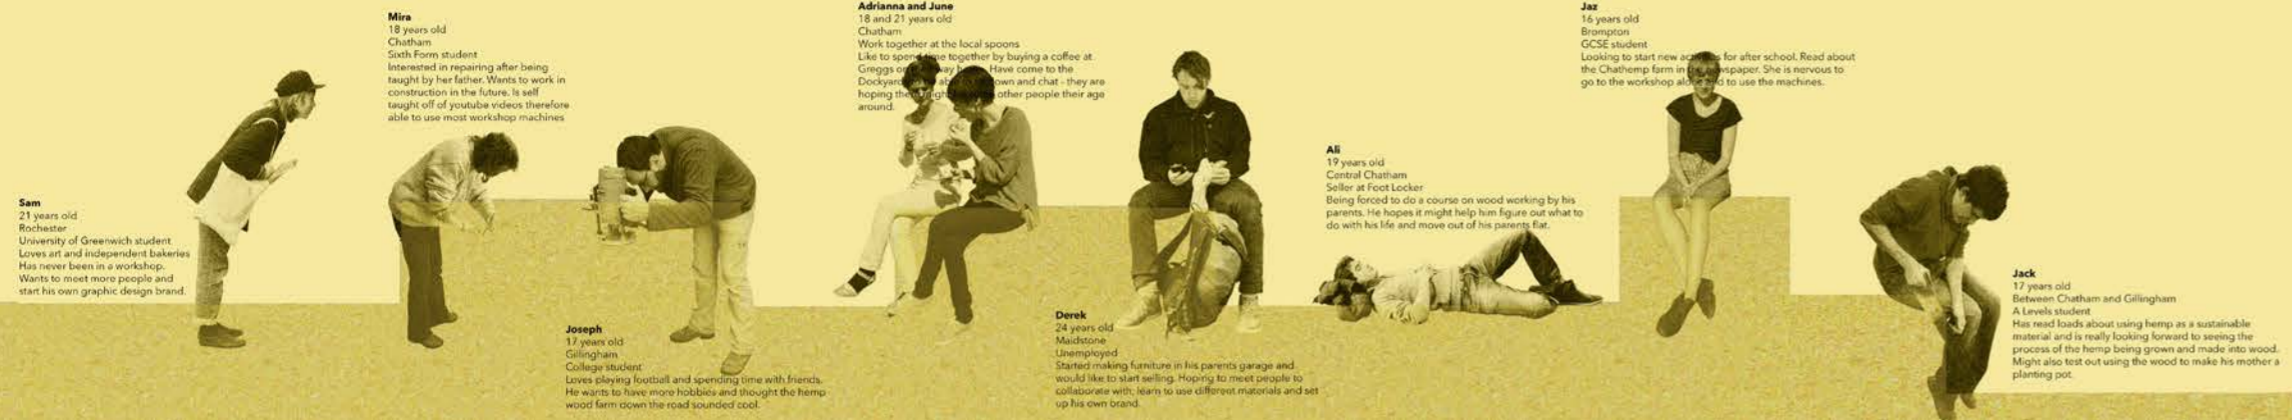 Sam
21 years old
Rochester
University of Greenwich student
Loves art and independent bakeries
Has never been in a workshop.
Wants to meet more people and
start his own graphic design brand.
Mira
18 years old
Chatham
Sixth Form student
Interested in repairing after being
taught by her father. Wants to work in
construction in the future. Is self
taught off of youtube videos therefore
able to use most workshop machines
Joseph
17 years old
Gillingham
College student
Loves playing football and spending time with friends.
He wants to have more hobbies and thought the hemp
wood farm down the road sounded cool.
Adrianna and June
18 and 21 years old
Chatham
Work together at the local spoons
Like to spend time together by buying a coffee at
Greggs on way Have come to the
Dockyard down and chat - they are
hoping other people their age
around.
Derek
24 years old
Maidstone
Unemployed
Started making furniture in his parents garage and
would like to start selling. Hoping to meet people to
collaborate with, learn to use different materials and set
up his own brand.
Ali
19 years old
Central Chatham
Seller at Foot Locker
Being forced to do a course on wood working by his
parents. He hopes it might help him figure out what to
do with his life and move out of his parents flat.
Jaz
16 years old
Brompton
GCSE student
Looking to start new activities for after school. Read about
the Chathemp farm in newspaper. She is nervous to
go to the workshop alone and to use the machines.
Jack
17 years old
Between Chatham and Gillingham
A Levels student
Has read loads about using hemp as a sustainable
material and is really looking forward to seeing the
process of the hemp being grown and made into wood.
Might also test out using the wood to make his mother a
planting pot.